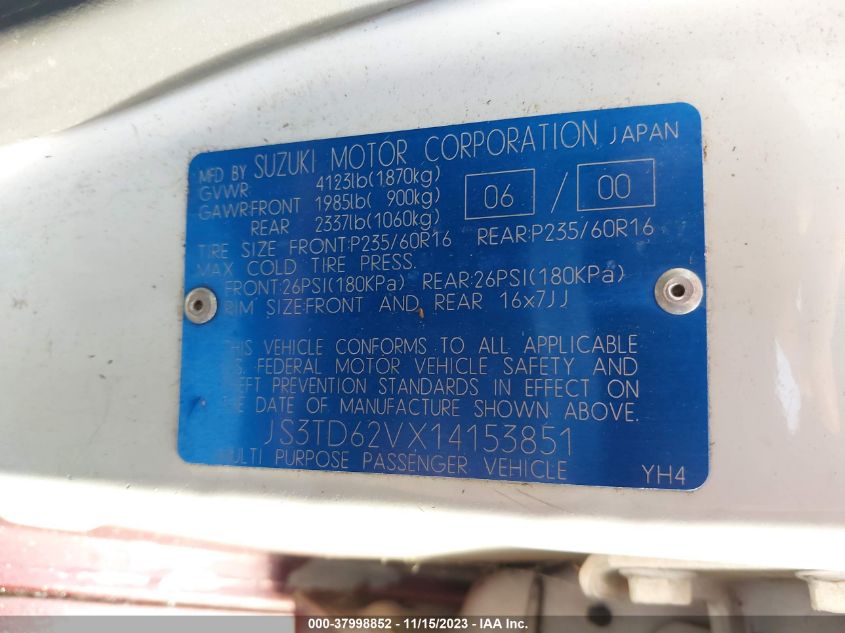 MFD BY SUZUKI MOTOR CORPORATION, JAPAN
GVWR: 4123lb(1870kg)
GAWR:FRONT 1985lb( 900kg) 06 / 00
REAR 2337lb(1060kg)
TIRE SIZE FRONT:P235/60R16 REAR:P235/60R16
MAX COLD TIRE PRESS.
FRONT:26PSI(180KPa) REAR:26PSI(180KPa)
RIM SIZE:FRONT AND REAR 16x7JJ
THIS VEHICLE CONFORMS TO ALL APPLICABLE
U.S. FEDERAL MOTOR VEHICLE SAFETY AND
THEFT PREVENTION STANDARDS IN EFFECT ON
THE DATE OF MANUFACTURE SHOWN ABOVE.
JS3TD62VX14153851
MULTI PURPOSE PASSENGER VEHICLE YH4
000-37998852 - 11/15/2023 - IAA Inc.